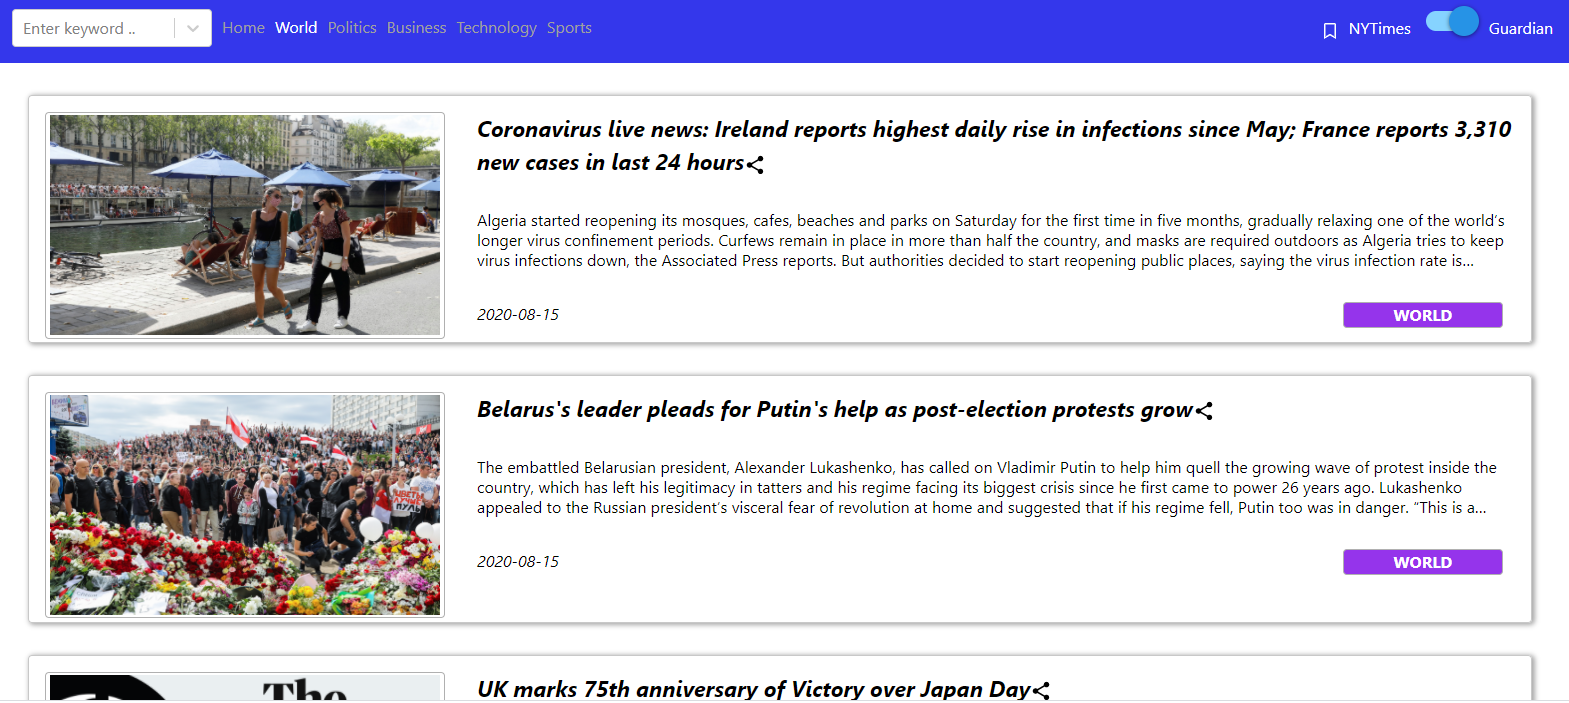 Enter keyword ..
Home World Politics Business Technology Sports
NYTimes Guardian
Coronavirus live news: Ireland reports highest daily rise in infections since May; France reports 3,310
new cases in last 24 hours
Algeria started reopening its mosques, cafes, beaches and parks on Saturday for the first time in five months, gradually relaxing one of the world’s
longer virus confinement periods. Curfews remain in place in more than half the country, and masks are required outdoors as Algeria tries to keep
virus infections down, the Associated Press reports. But authorities decided to start reopening public places, saying the virus infection rate is...
2020-08-15
WORLD
Belarus's leader pleads for Putin's help as post-election protests grow
The embattled Belarusian president, Alexander Lukashenko, has called on Vladimir Putin to help him quell the growing wave of protest inside the
country, which has left his legitimacy in tatters and his regime facing its biggest crisis since he first came to power 26 years ago. Lukashenko
appealed to the Russian president’s visceral fear of revolution at home and suggested that if his regime fell, Putin too was in danger. “This is a...
ЦВЕТЫ
ЛУЧШЕ
ПУЛЬ
2020-08-15
WORLD
The
UK marks 75th anniversary of Victory over Japan Day